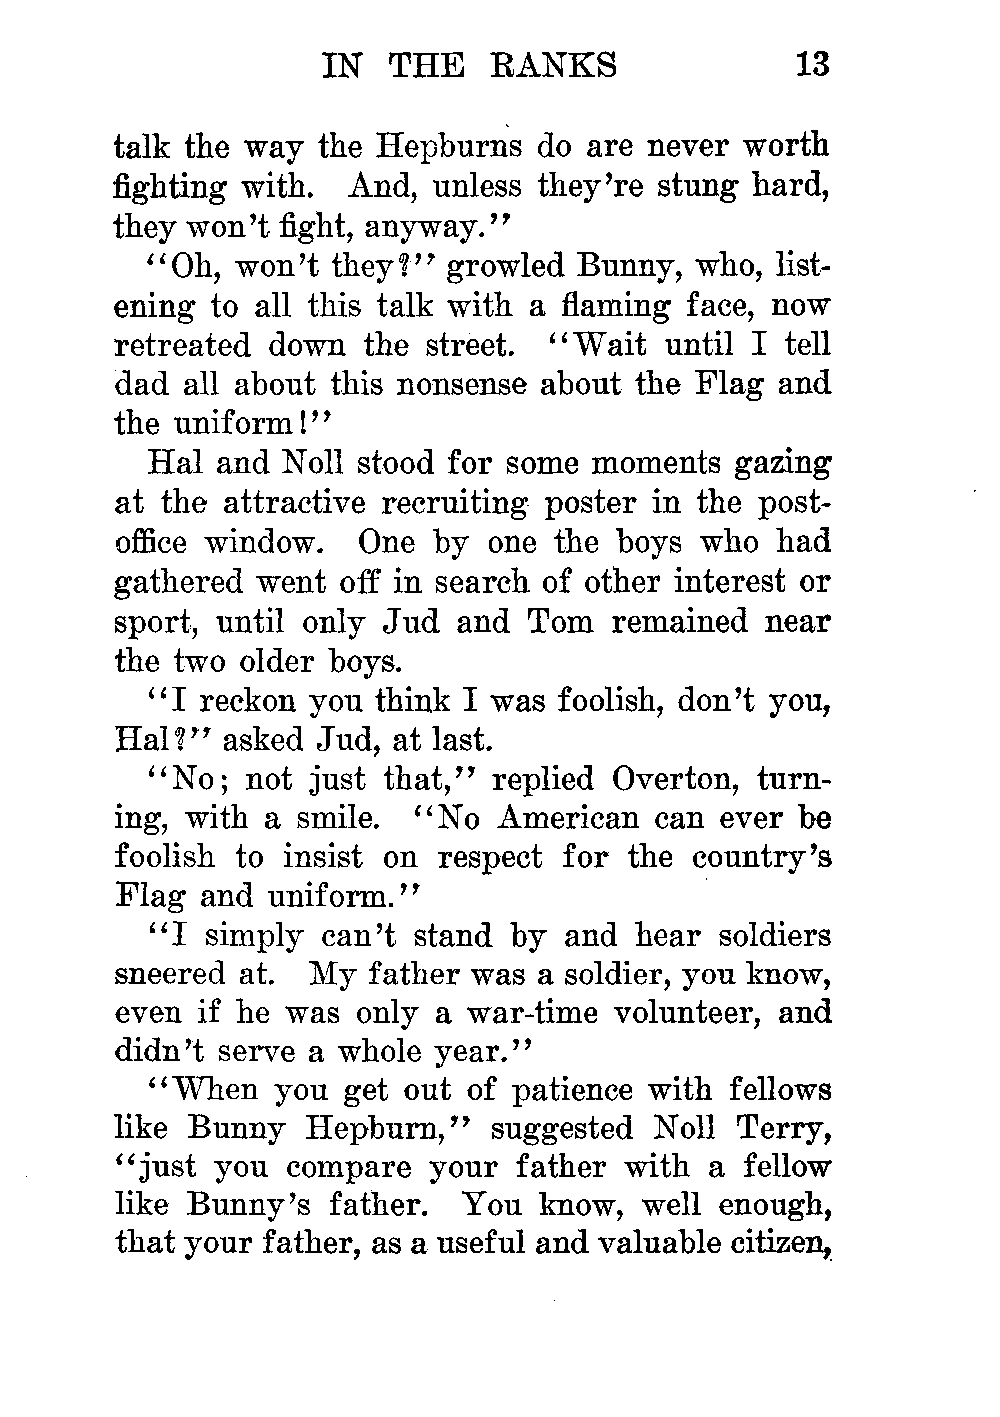 IN THE RANKS 13
talk the way the Hepburns do are never worth
fighting with. And, unless they're stung hard,
they won't fight, anyway."
"Oh, won't they?" growled Bunny, who, list-
ening to all this talk with a flaming face, now
retreated down the street. "Wait until I tell
dad all about this nonsense about the Flag and
the uniform!"
Hal and Noll stood for some moments gazing
at the attractive recruiting poster in the post-
office window. One by one the boys who had
gathered went off in search of other interest or
sport, until only Jud and Tom remained near
the two older boys.
"I reckon you think I was foolish, don't you,
Hal?" asked Jud, at last.
"No; not just that," replied Overton, turn-
ing, with a smile. "No American can ever be
foolish to insist on respect for the country's
Flag and uniform."
"I simply can't stand by and hear soldiers
sneered at. My father was a soldier, you know,
even if he was only a war-time volunteer, and
didn't serve a whole year."
"When you get out of patience with fellows
like Bunny Hepburn," suggested Noll Terry,
"just you compare your father with a fellow
like Bunny's father. You know, well enough,
that your father, as a useful and valuable citizen,